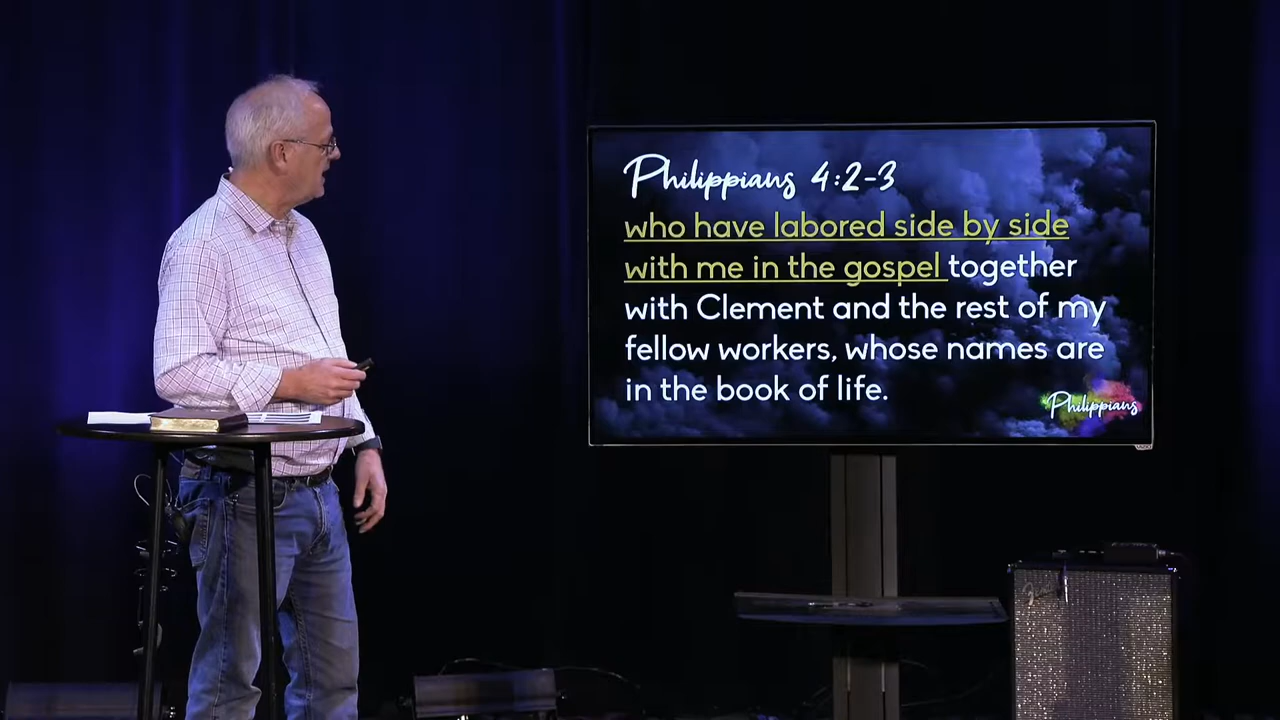 Philippians 4:2-3
who have labored side by side
with me in the gospel together
with Clement and the rest of my
fellow workers, whose names are
in the book of life.
Philippians
Fender